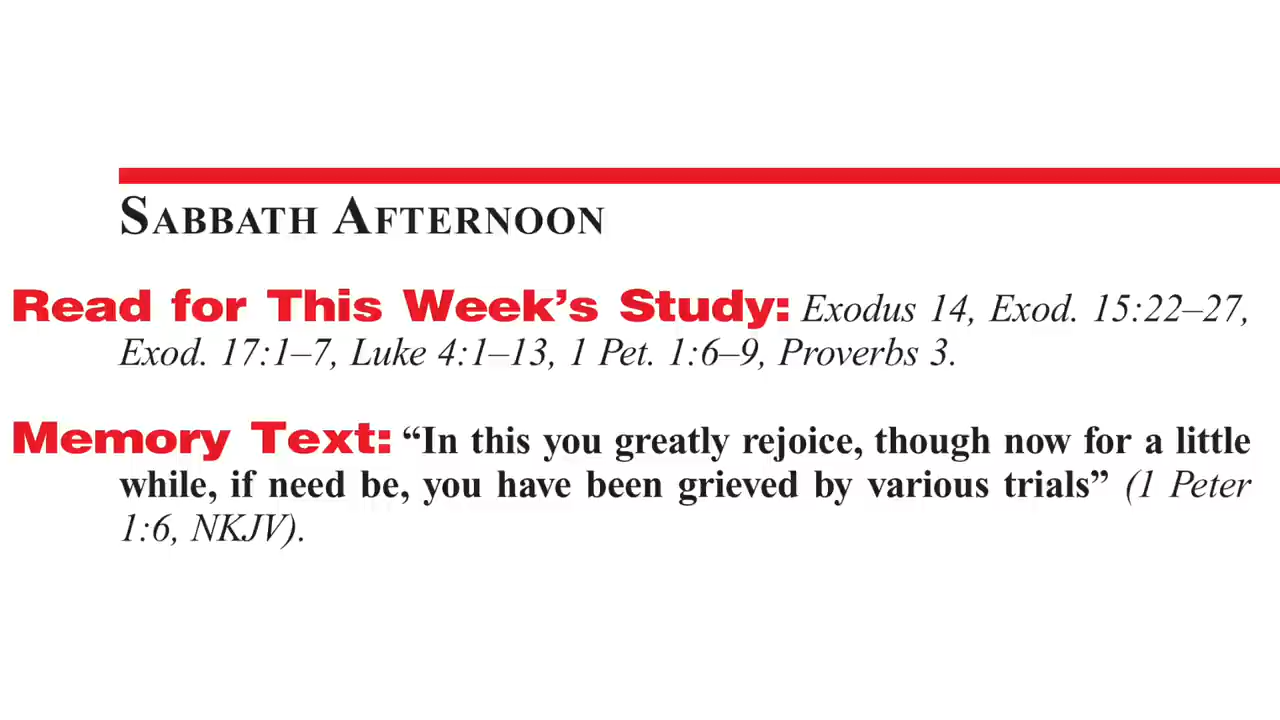 SABBATH AFTERNOON
Read for This Week’s Study: Exodus 14, Exod. 15:22–27,
Exod. 17:1–7, Luke 4:1–13, 1 Pet. 1:6–9, Proverbs 3.
Memory Text: “In this you greatly rejoice, though now for a little
while, if need be, you have been grieved by various trials” (1 Peter
1:6, NKJV).